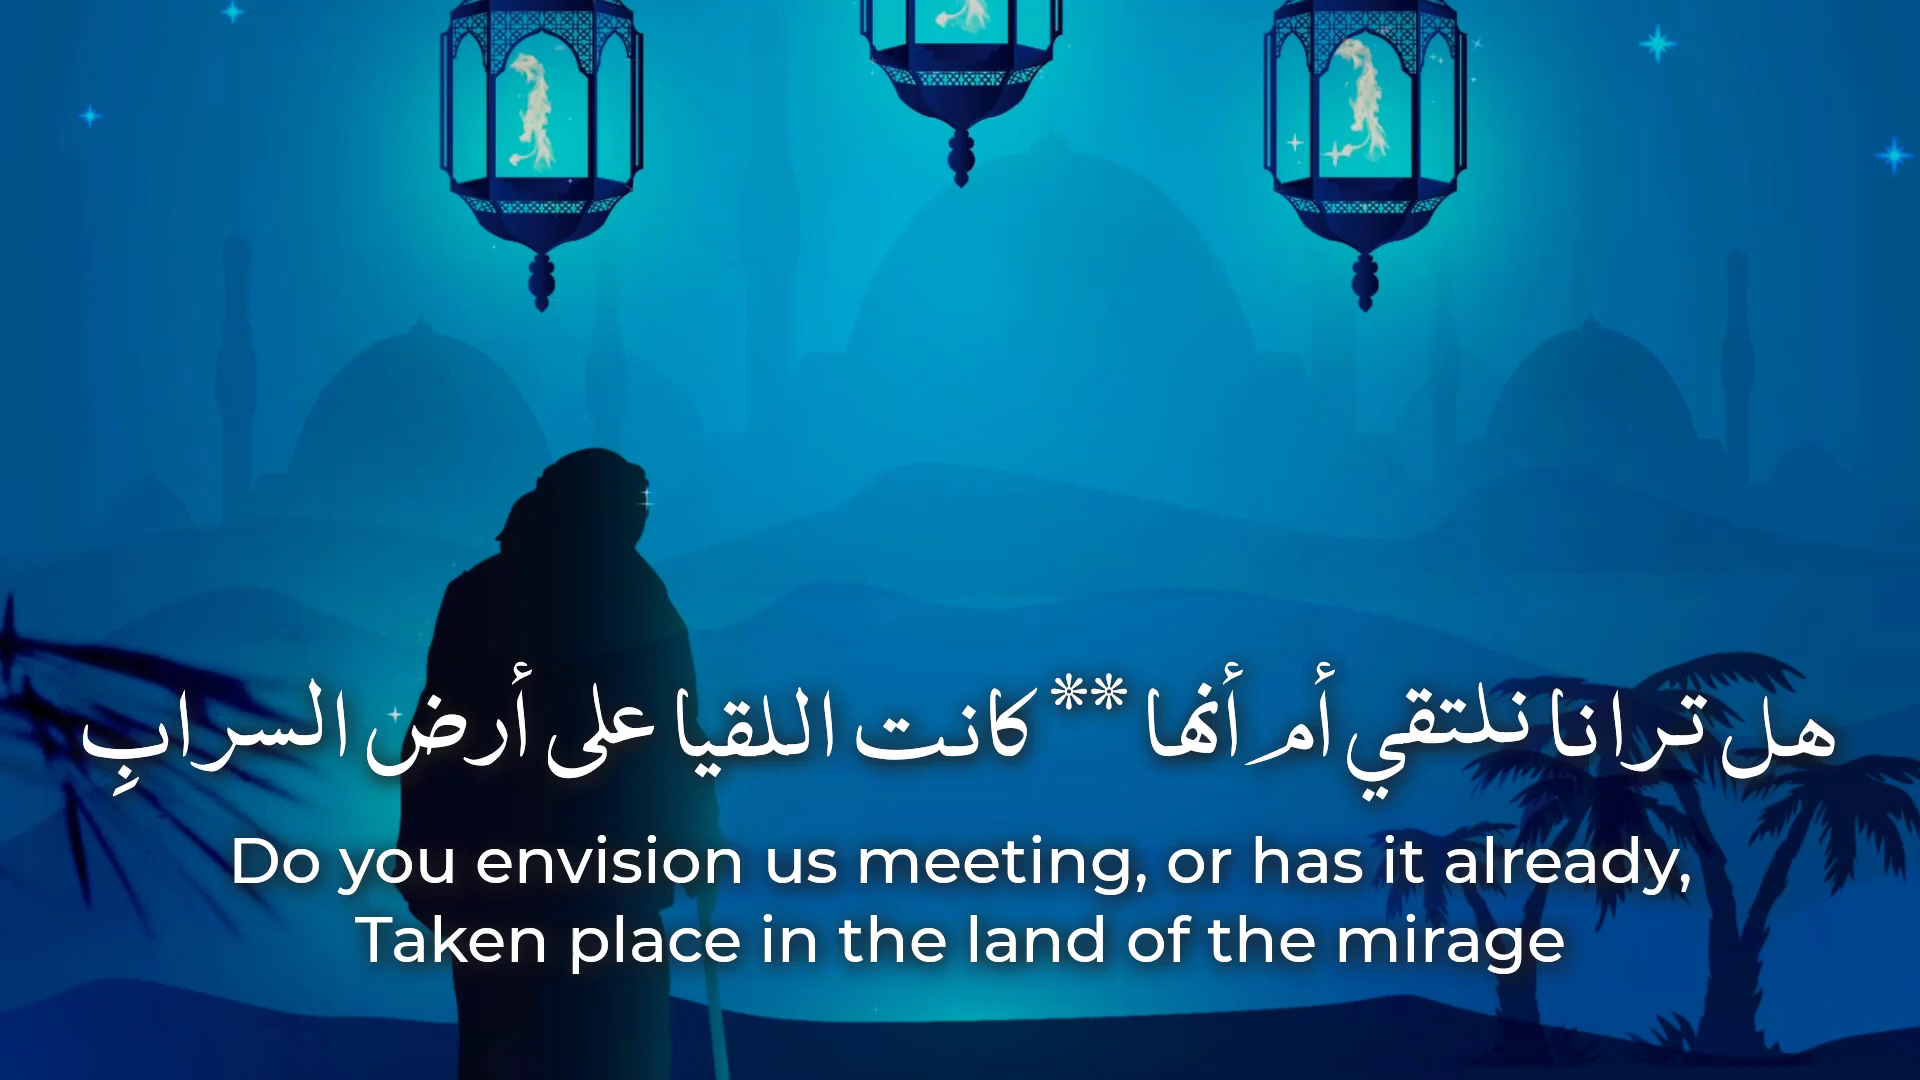 هل ترانا نلتقي أم أنها ** كانت اللقيا على أرض السرابِ
Do you envision us meeting, or has it already,
Taken place in the land of the mirage